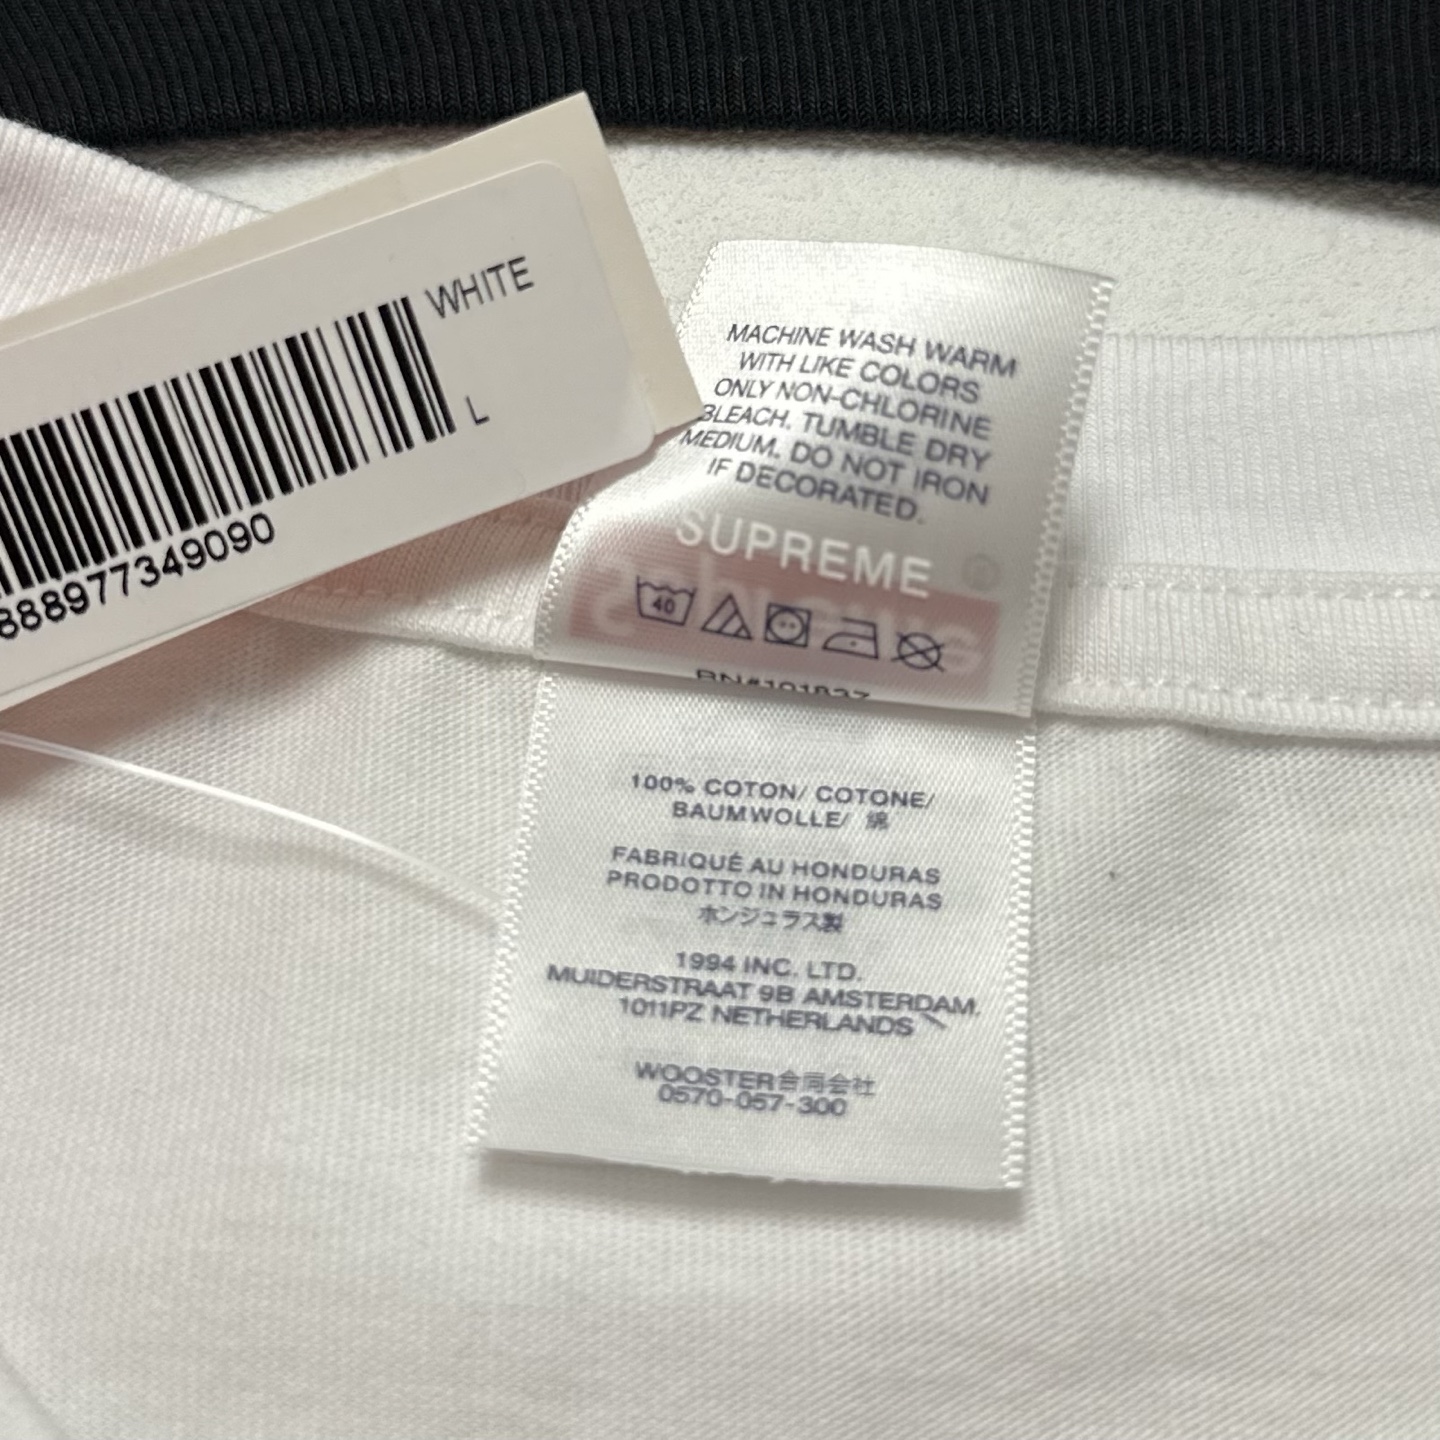 WHITE
L
888977349090
MACHINE WASH WARM
WITH LIKE COLORS
ONLY NON-CHLORINE
BLEACH. TUMBLE DRY
MEDIUM. DO NOT IRON
IF DECORATED.
SUPREME
40
RN#101837
100% COTON/ COTONE/
BAUMWOLLE/ 綿
FABRIQUÉ AU HONDURAS
PRODOTTO IN HONDURAS
ホンジュラス製
1994 INC. LTD.
MUIDERSTRAAT 9B AMSTERDAM.
1011PZ NETHERLANDS
WOOSTER合同会社
0570-057-300